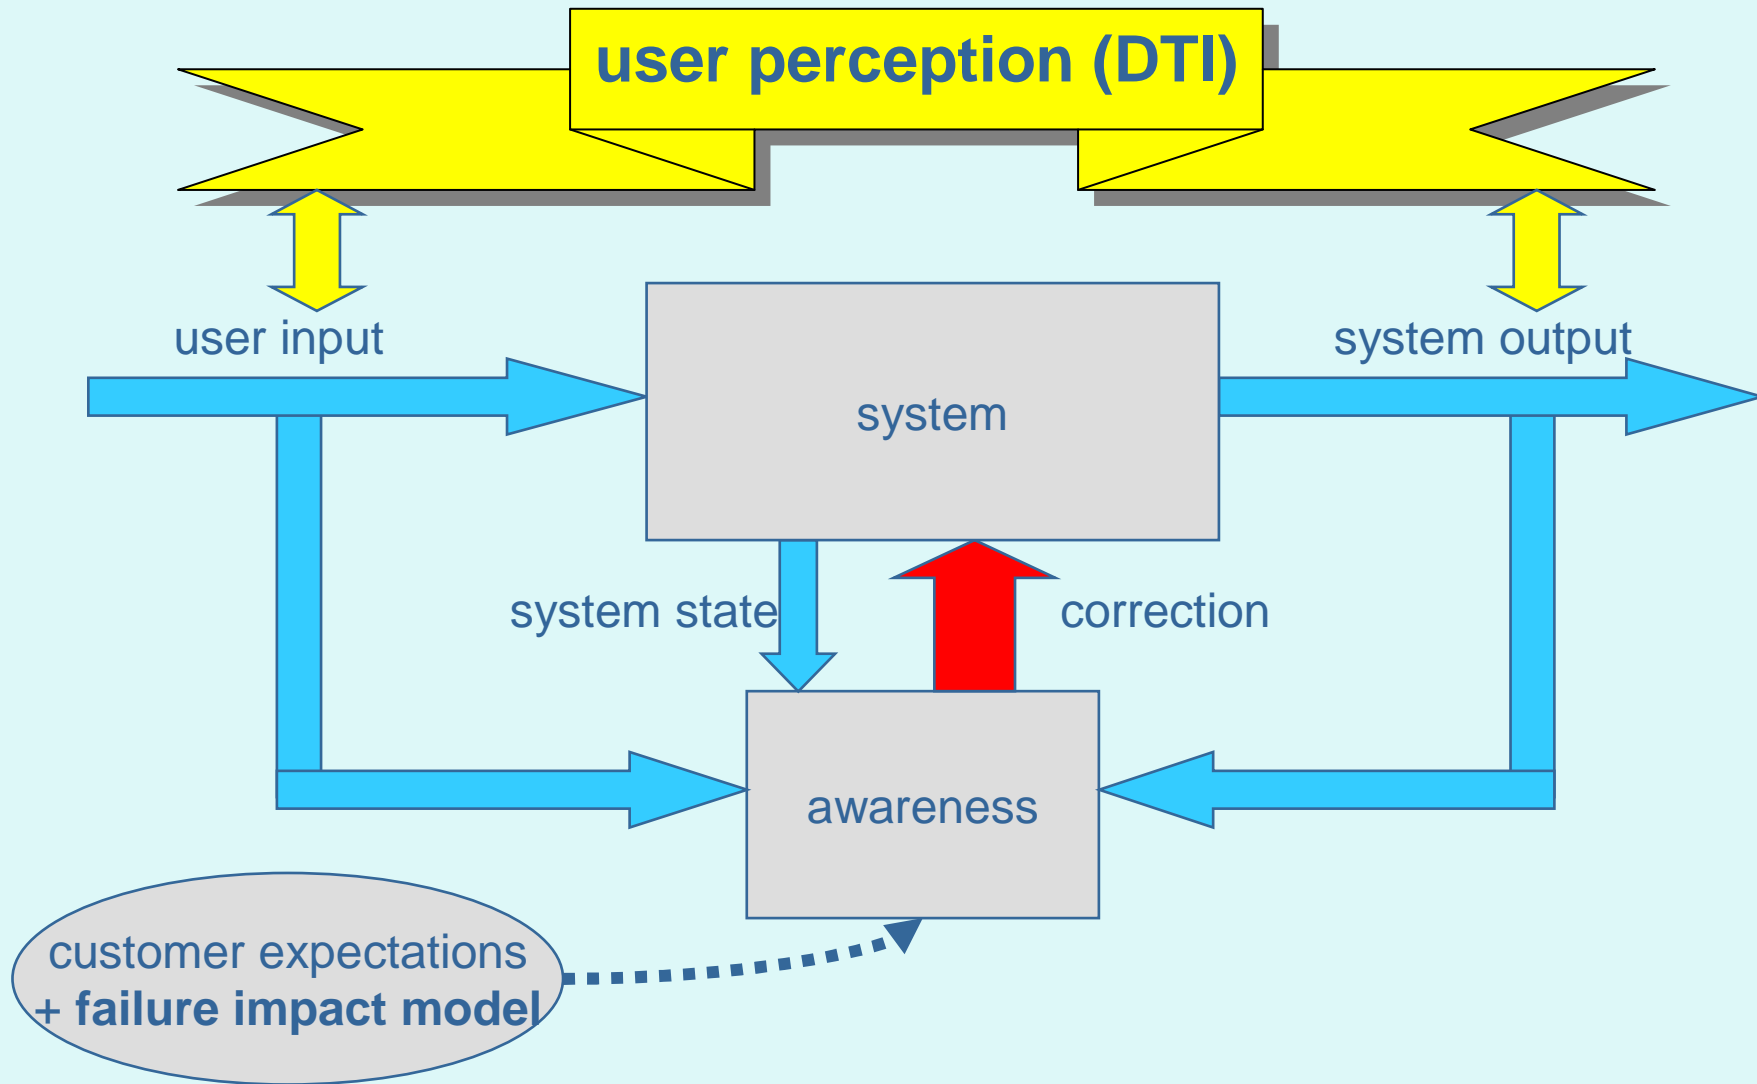 user perception (DTI)
user input
system output
system
system state
correction
awareness
customer expectations
+ failure impact model